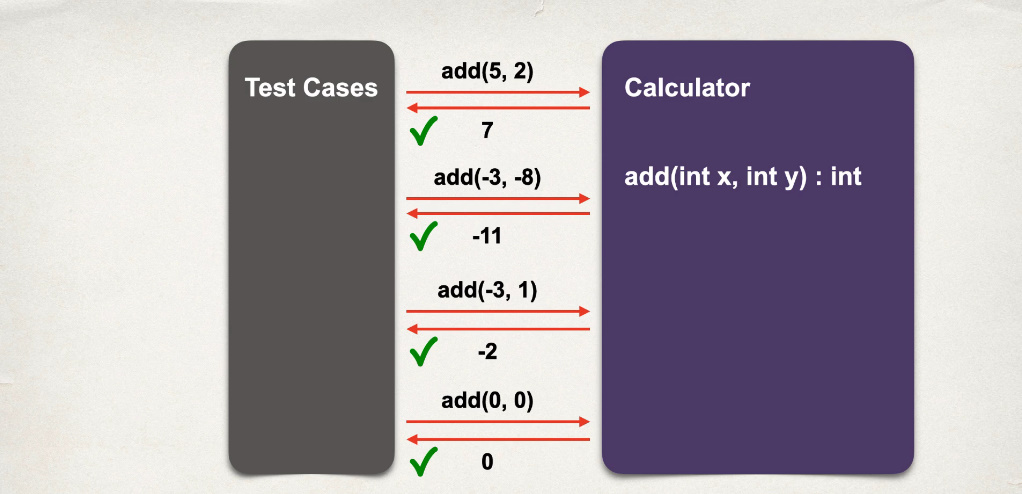 Test Cases
add(5, 2)
7
add(-3, -8)
-11
add(-3, 1)
-2
add(0, 0)
0
Calculator
add(int x, int y) : int